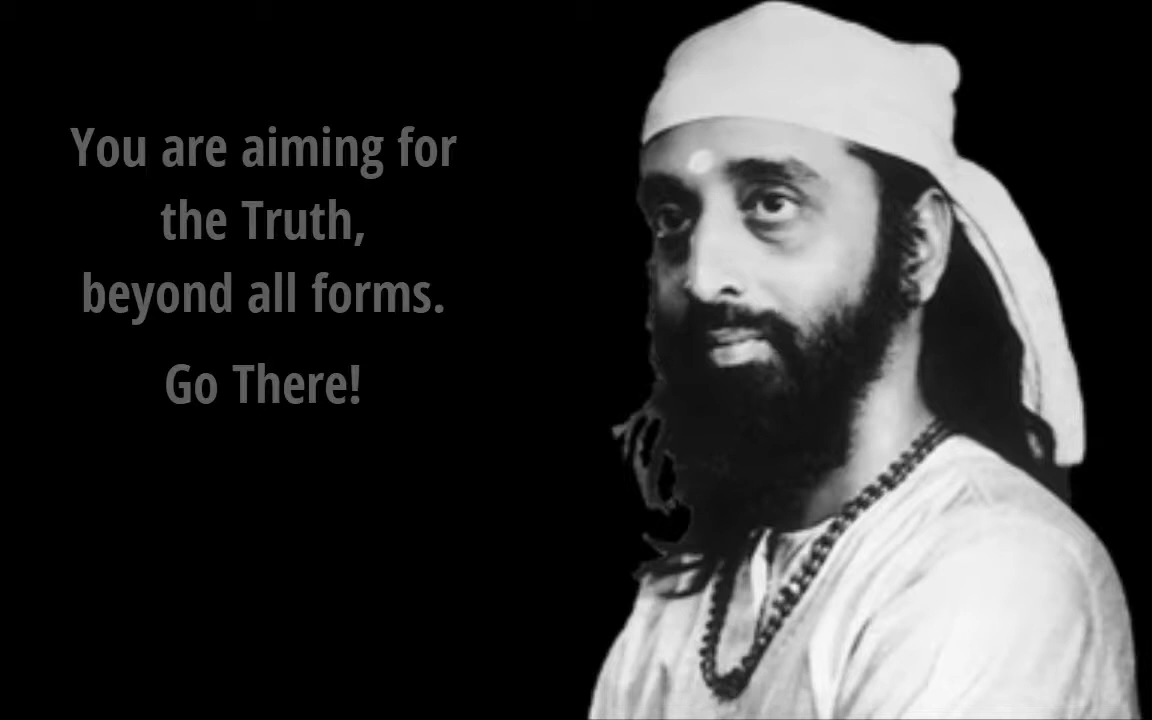 You are aiming for
the Truth,
beyond all forms.
Go There!